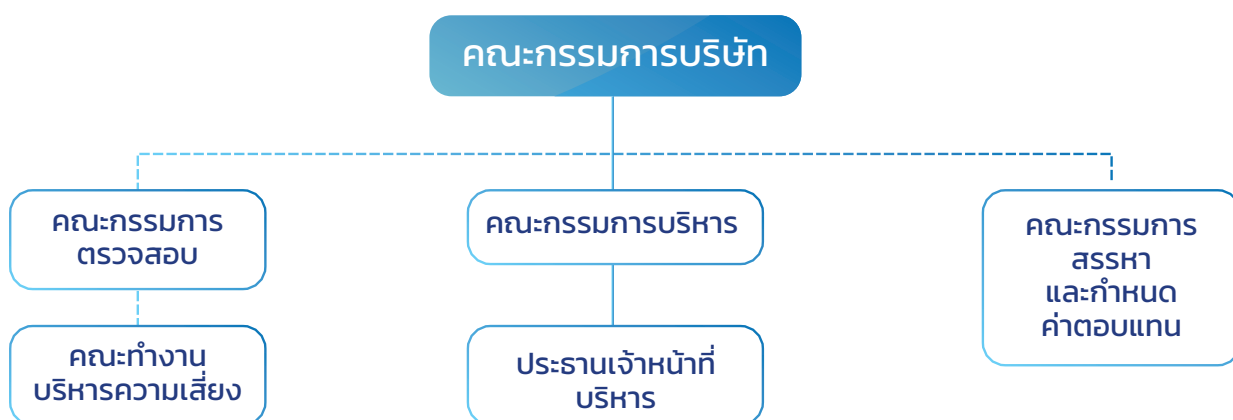 คณะกรรมการบริษัท
คณะกรรมการ
ตรวจสอบ
คณะกรรมการบริหาร
คณะกรรมการ
สรรหา
และกำหนด
ค่าตอบแทน
คณะทำงาน
บริหารความเสี่ยง
ประธานเจ้าหน้าที่
บริหาร